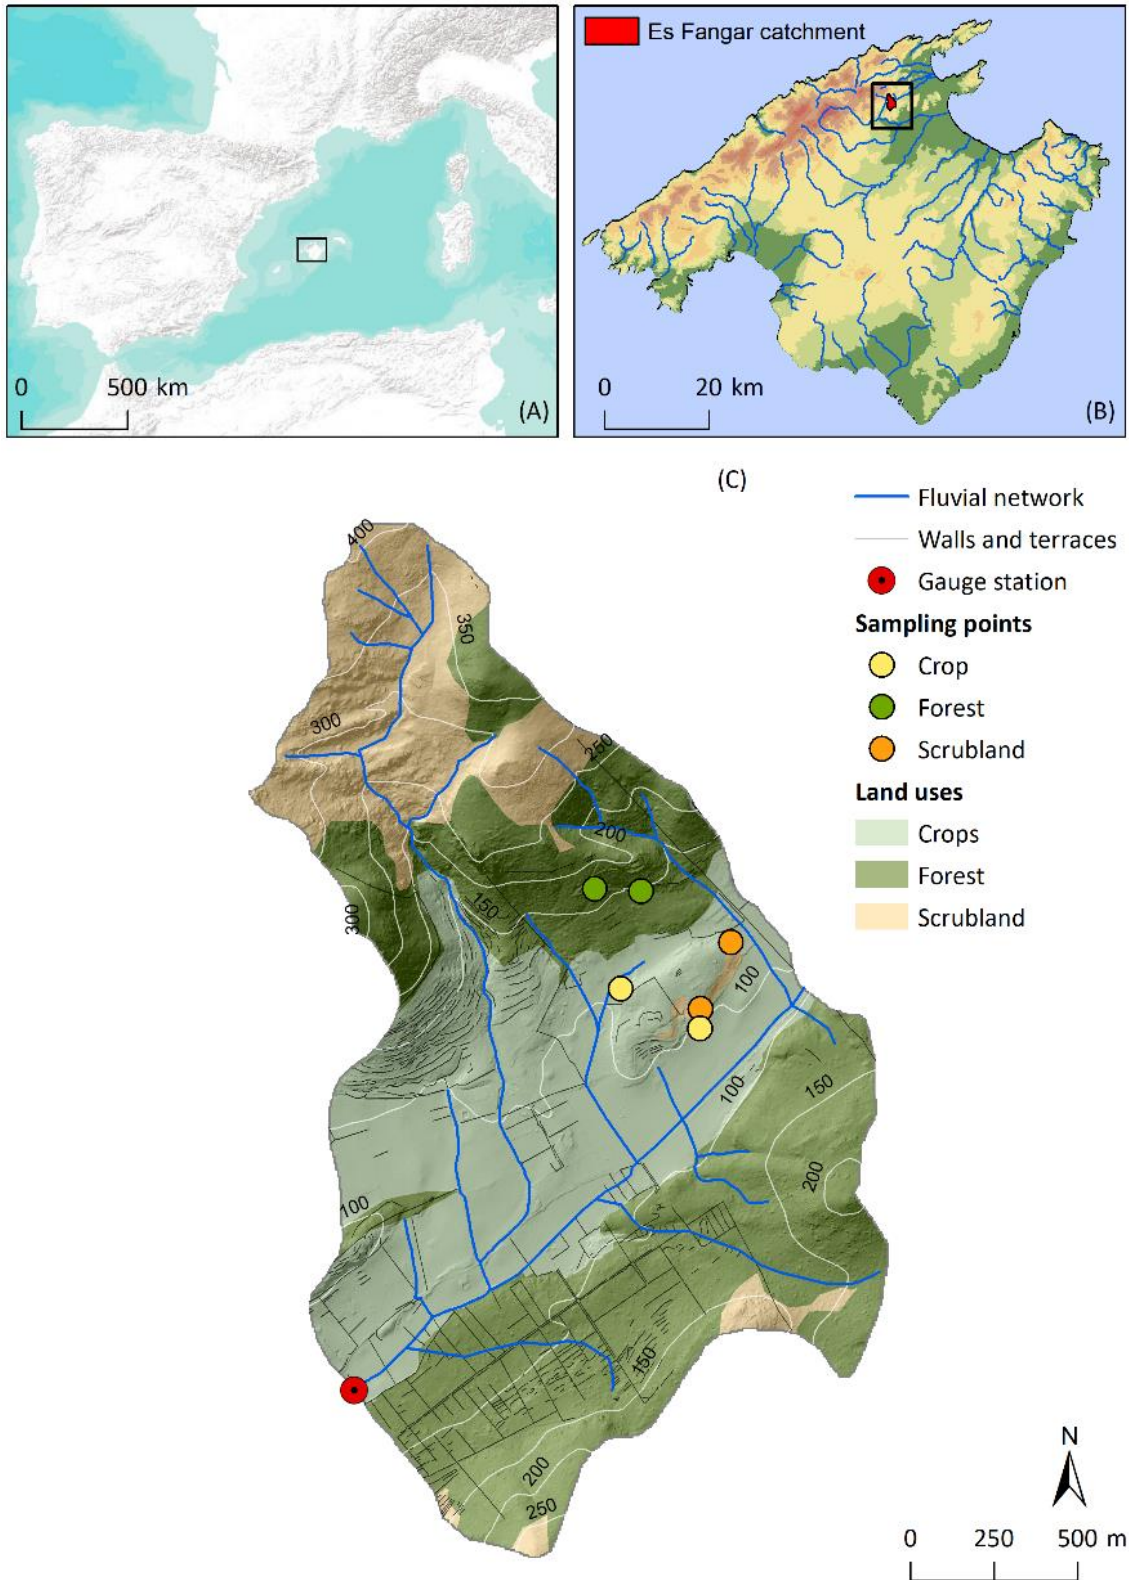 0 500 km
(A)
Es Fangar catchment
0 20 km
(B)
(C)
Fluvial network
Walls and terraces
Gauge station
Sampling points
Crop
Forest
Scrubland
Land uses
Crops
Forest
Scrubland
400
350
300
250
200
150
300
100
100
150
200
100
150
200
250
N
0 250 500 m